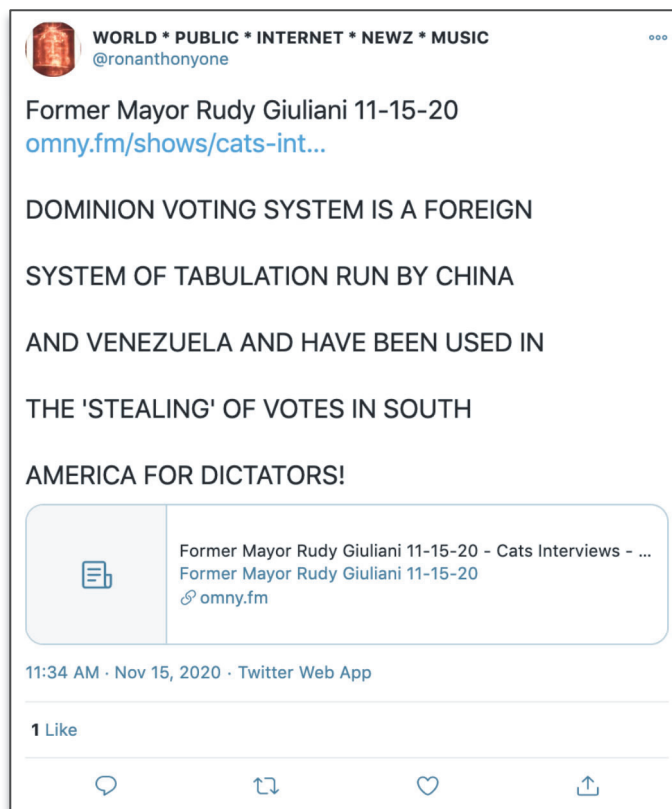 WORLD * PUBLIC * INTERNET * NEWZ * MUSIC
@ronanthonyone
Former Mayor Rudy Giuliani 11-15-20
omny.fm/shows/cats-int...
DOMINION VOTING SYSTEM IS A FOREIGN
SYSTEM OF TABULATION RUN BY CHINA
AND VENEZUELA AND HAVE BEEN USED IN
THE 'STEALING' OF VOTES IN SOUTH
AMERICA FOR DICTATORS!
Former Mayor Rudy Giuliani 11-15-20 - Cats Interviews - ...
Former Mayor Rudy Giuliani 11-15-20
omny.fm
11:34 AM · Nov 15, 2020 · Twitter Web App
1 Like